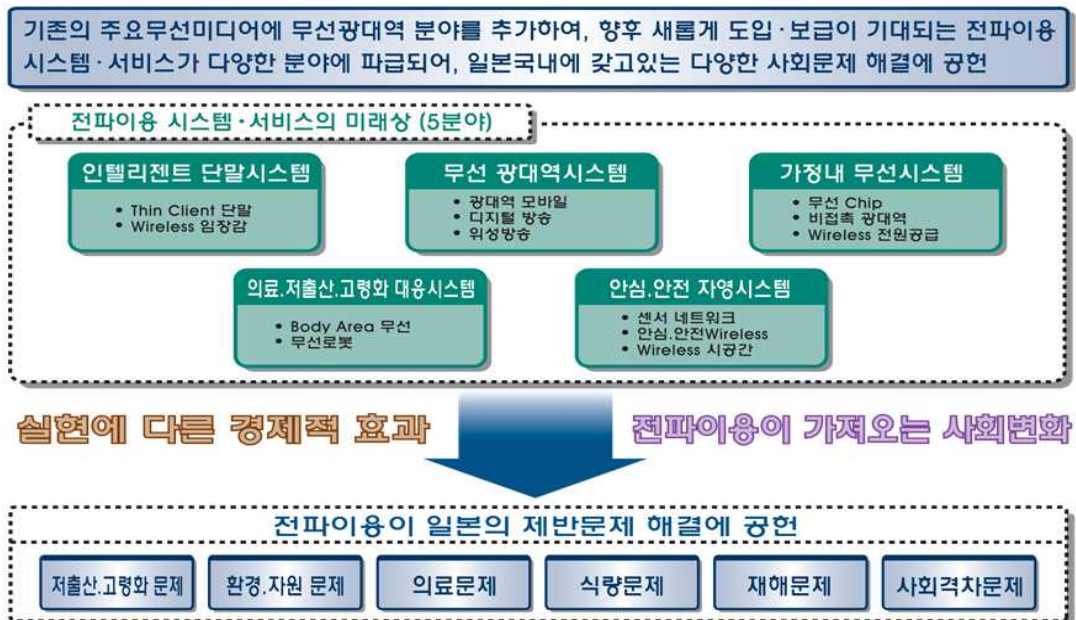 기존의 주요무선미디어에 무선광대역 분야를 추가하여, 향후 새롭게 도입·보급이 기대되는 전파이용
시스템·서비스가 다양한 분야에 파급되어, 일본국내에 갖고있는 다양한 사회문제 해결에 공헌
전파이용 시스템·서비스의 미래상 (5분야)
인텔리젠트 단말시스템
• Thin Client 단말
• Wireless 임장감
무선 광대역시스템
• 광대역 모바일
• 디지털 방송
• 위성방송
가정내 무선시스템
• 무선 Chip
• 비접촉 광대역
• Wireless 전원공급
의료.저출산.고령화 대응시스템
• Body Area 무선
• 무선로봇
안심.안전 자영시스템
• 센서 네트워크
• 안심.안전Wireless
• Wireless 시공간
실현에 다른 경제적 효과
전파이용이 가져오는 사회변화
전파이용이 일본의 제반문제 해결에 공헌
저출산.고령화 문제
환경.자원 문제
의료문제
식량문제
재해문제
사회격차문제